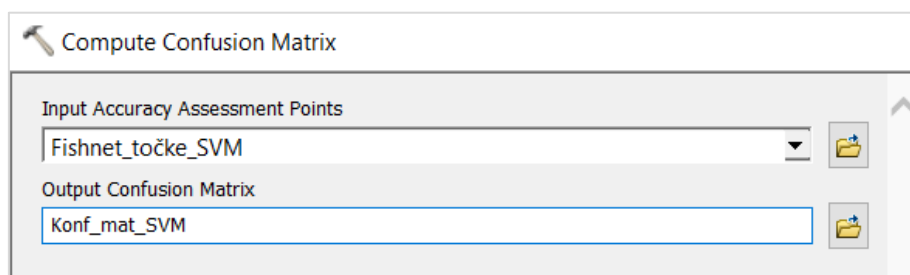 Compute Confusion Matrix
Input Accuracy Assessment Points
Fishnet_točke_SVM
Output Confusion Matrix
Konf_mat_SVM